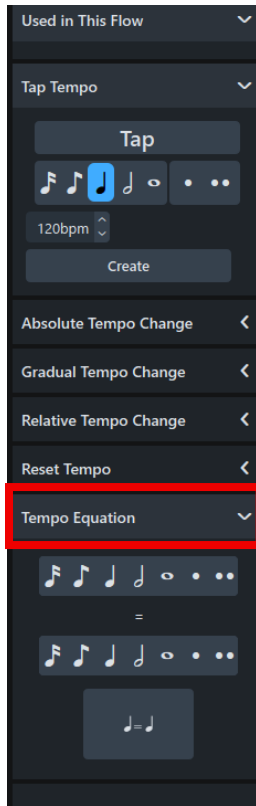 Used in This Flow
Tap Tempo
Tap
120bpm
Create
Absolute Tempo Change
Gradual Tempo Change
Relative Tempo Change
Reset Tempo
Tempo Equation
=
♩=♩